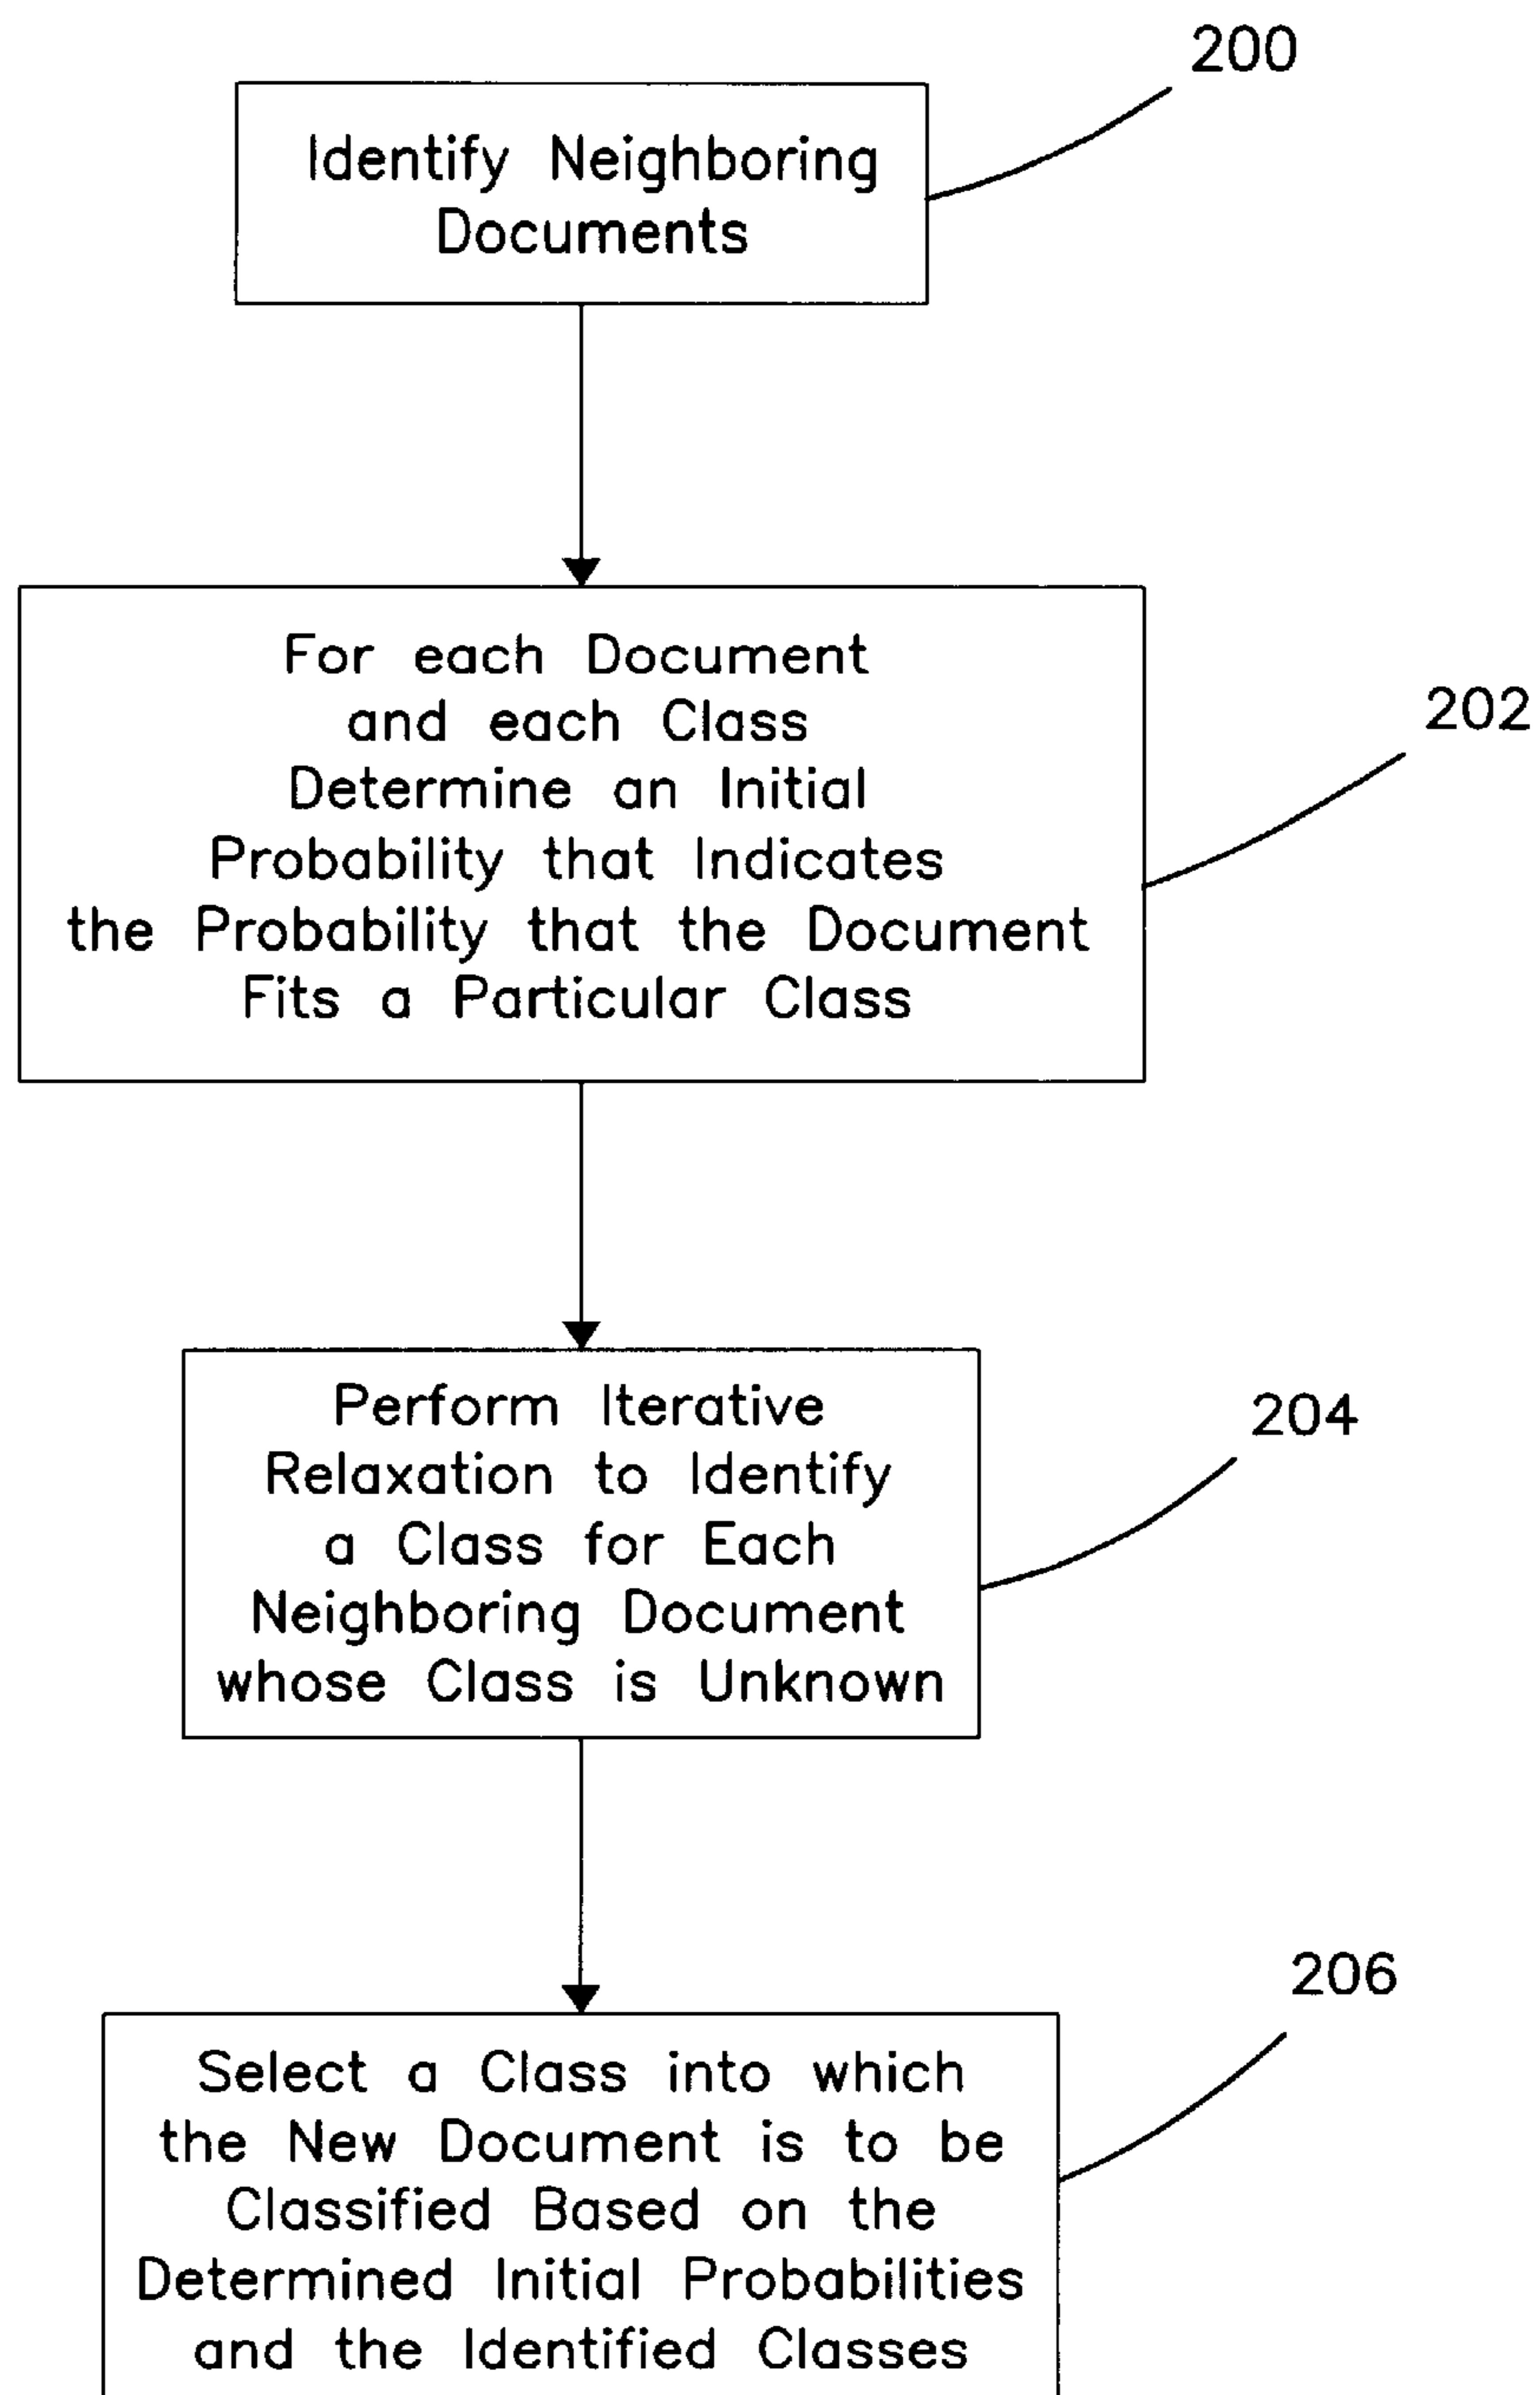 200
Identify Neighboring
Documents
For each Document
and each Class
Determine an Initial
Probability that Indicates
the Probability that the Document
Fits a Particular Class
202
Perform Iterative
Relaxation to Identify
a Class for Each
Neighboring Document
whose Class is Unknown
204
206
Select a Class into which
the New Document is to be
Classified Based on the
Determined Initial Probabilities
and the Identified Classes